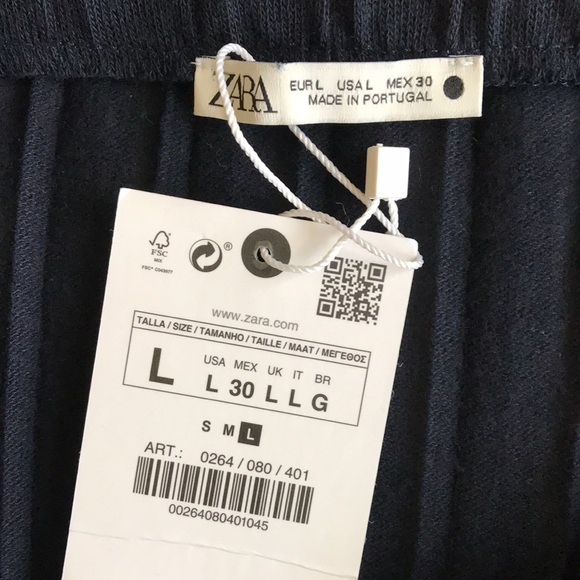 ZARA
EUR L USA L MEX 30
MADE IN PORTUGAL
FSC
MIX
®
www.zara.com
TALLA / SIZE / TAMANHO / TAILLE / MAAT / ΜΕΓΕΘΟΣ
L
USA MEX UK IT BR
L 30 L L G
S M L
ART.: 0264 / 080 / 401
00264080401045